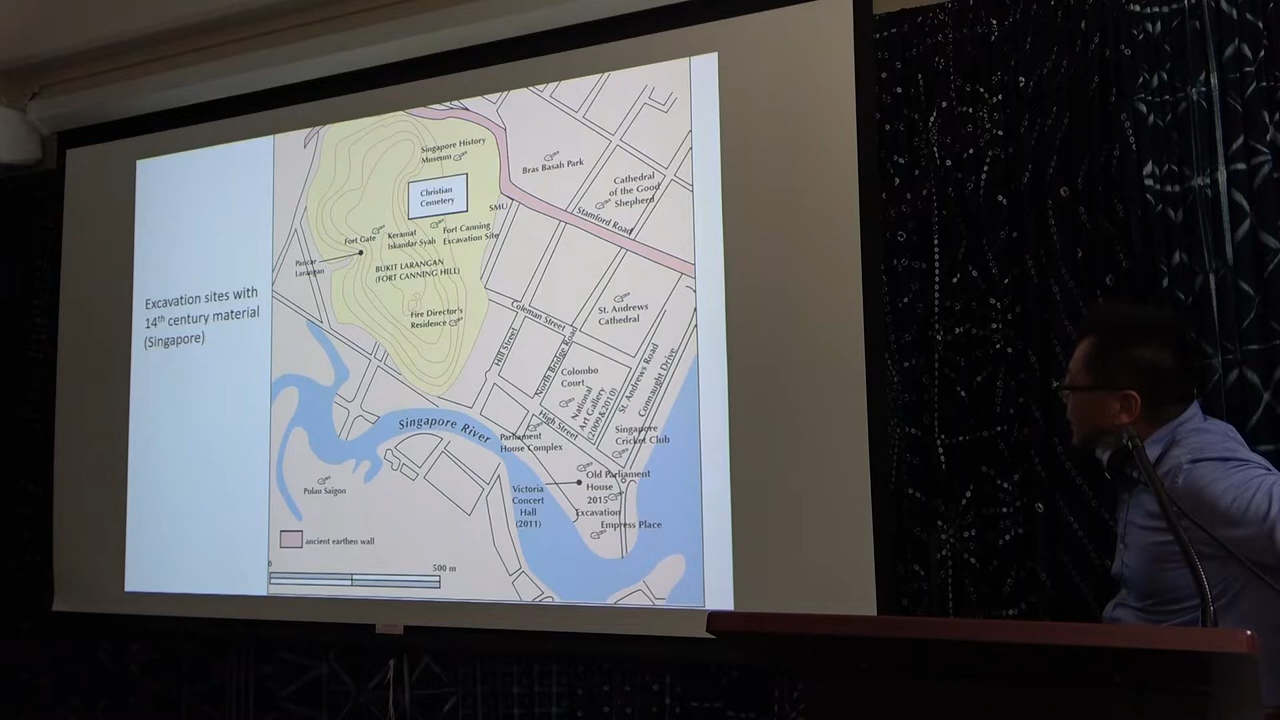 Excavation sites with
14th century material
(Singapore)
Singapore History
Museum
Bras Basah Park
Christian
Cemetery
Cathedral
of the Good
Shepherd
SMU
Stamford Road
Fort Gate
Keramat
Iskandar Syah
Fort Canning
Excavation Site
Pancur
Larangan
BUKIT LARANGAN
(FORT CANNING HILL)
Fire Director's
Residence
St. Andrews
Cathedral
Coleman Street
Hill Street
North Bridge Road
St. Andrews Road
Connaught Drive
Colombo
Court
National
Art Gallery
(2009&2010)
High Street
Singapore River
Parliament
House Complex
Singapore
Cricket Club
Pulau Saigon
Victoria
Concert
Hall
(2011)
Old Parliament
House
2015
Excavation
Empress Place
ancient earthen wall
0
500 m